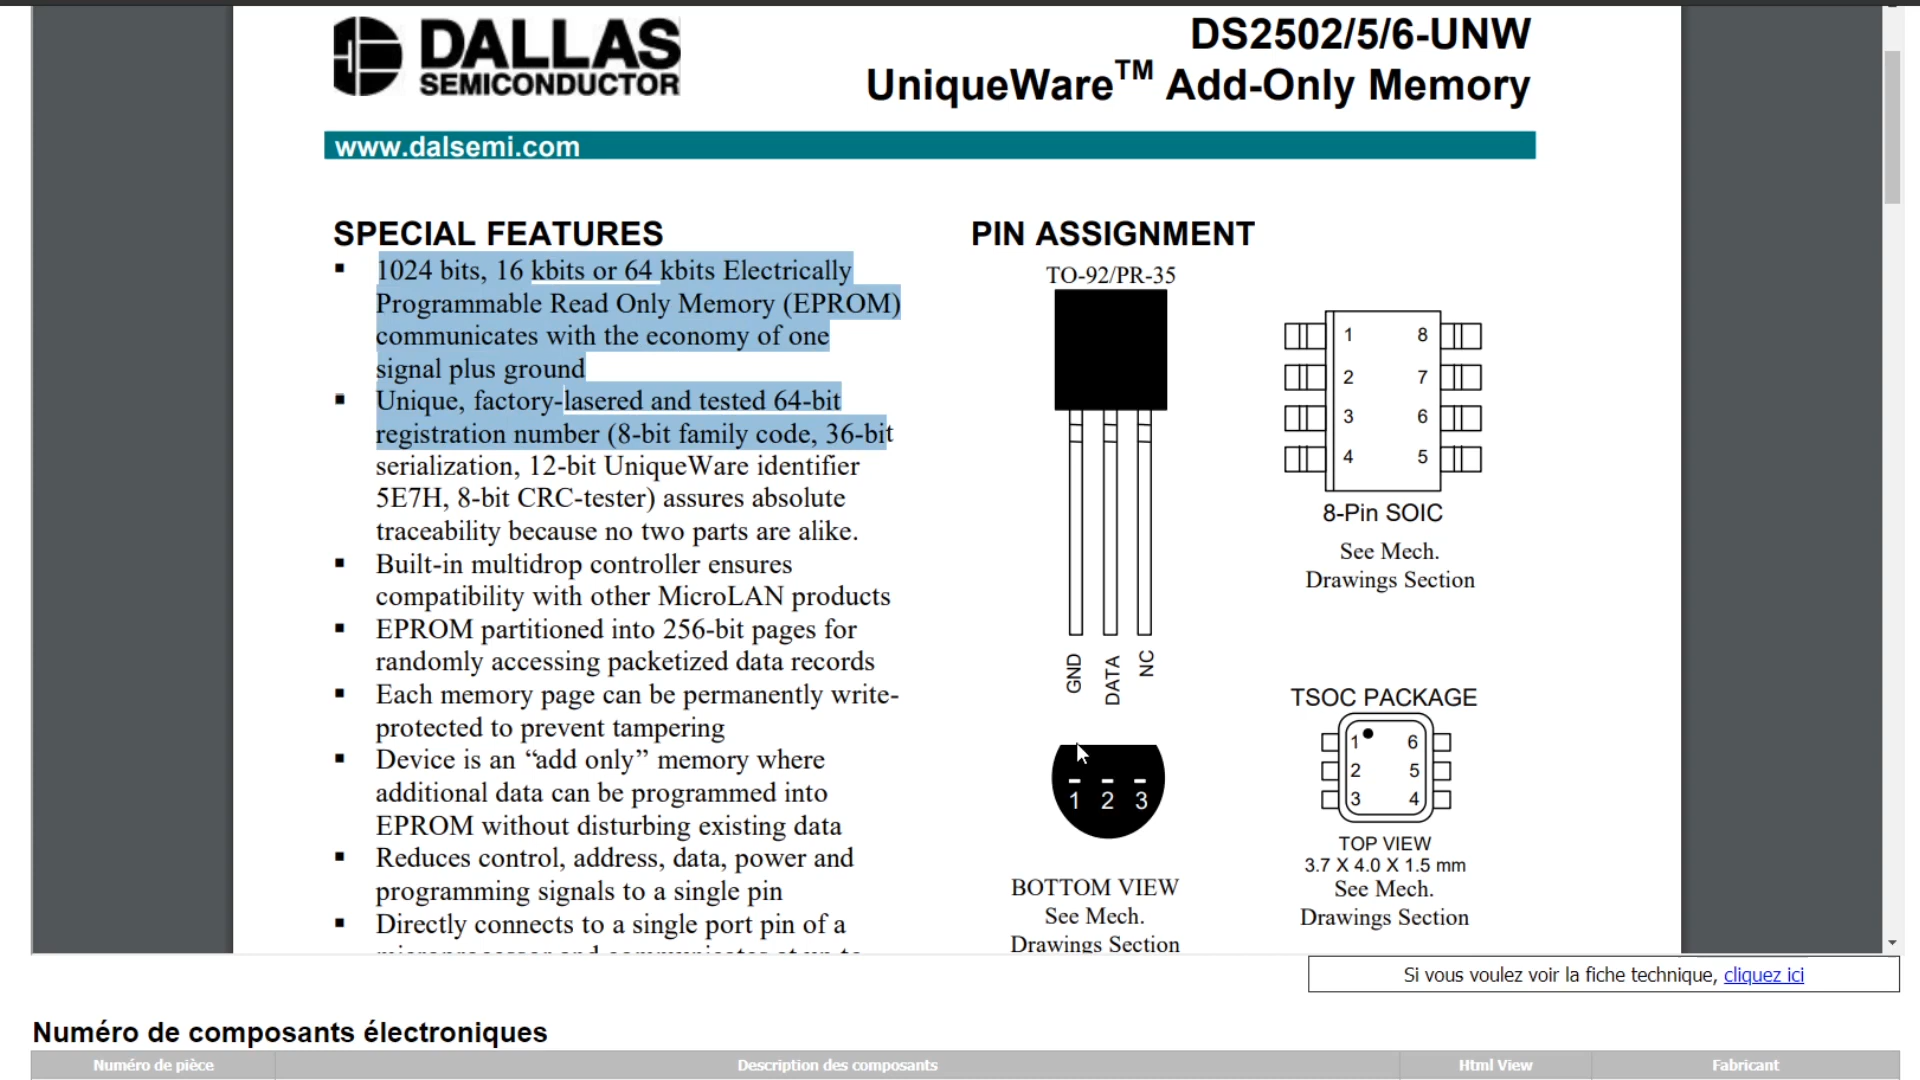 DALLAS
SEMICONDUCTOR
DS2502/5/6-UNW
UniqueWare™ Add-Only Memory
www.dalsemi.com
SPECIAL FEATURES
▪ 1024 bits, 16 kbits or 64 kbits Electrically
Programmable Read Only Memory (EPROM)
communicates with the economy of one
signal plus ground
▪ Unique, factory-lasered and tested 64-bit
registration number (8-bit family code, 36-bit
serialization, 12-bit UniqueWare identifier
5E7H, 8-bit CRC-tester) assures absolute
traceability because no two parts are alike.
▪ Built-in multidrop controller ensures
compatibility with other MicroLAN products
▪ EPROM partitioned into 256-bit pages for
randomly accessing packetized data records
▪ Each memory page can be permanently write-
protected to prevent tampering
▪ Device is an “add only” memory where
additional data can be programmed into
EPROM without disturbing existing data
▪ Reduces control, address, data, power and
programming signals to a single pin
▪ Directly connects to a single port pin of a
PIN ASSIGNMENT
TO-92/PR-35
GND DATA NC
1 2 3
BOTTOM VIEW
See Mech.
Drawings Section
1 8
2 7
3 6
4 5
8-Pin SOIC
See Mech.
Drawings Section
TSOC PACKAGE
1 6
2 5
3 4
TOP VIEW
3.7 X 4.0 X 1.5 mm
See Mech.
Drawings Section
Si vous voulez voir la fiche technique, cliquez ici
Numéro de composants électroniques
Numéro de pièce Description des composants Html View Fabricant